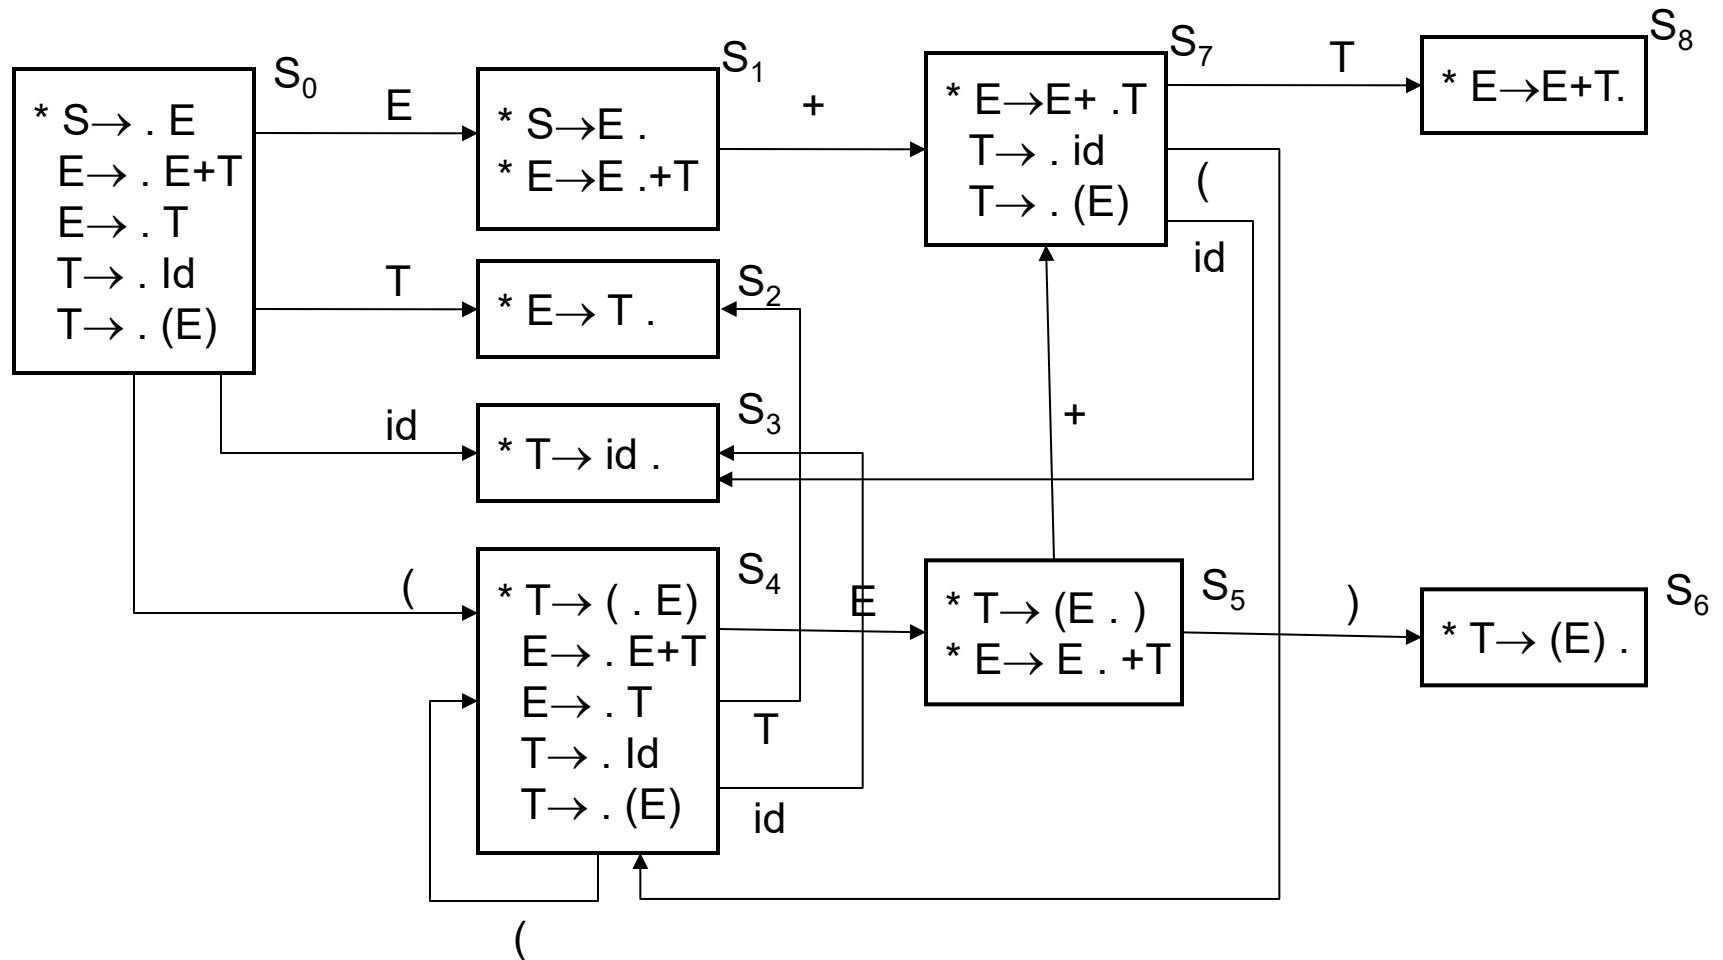 S0
* S→ . E
E→ . E+T
E→ . T
T→ . Id
T→ . (E)
E
T
id
(
S1
* S→E .
* E→E .+T
+
S2
* E→ T .
S3
* T→ id .
S4
* T→ ( . E)
E→ . E+T
E→ . T
T→ . Id
T→ . (E)
E
T
id
(
S7
* E→E+ .T
T→ . id
T→ . (E)
T
(
id
+
S5
* T→ (E . )
* E→ E . +T
)
S8
* E→E+T.
S6
* T→ (E) .